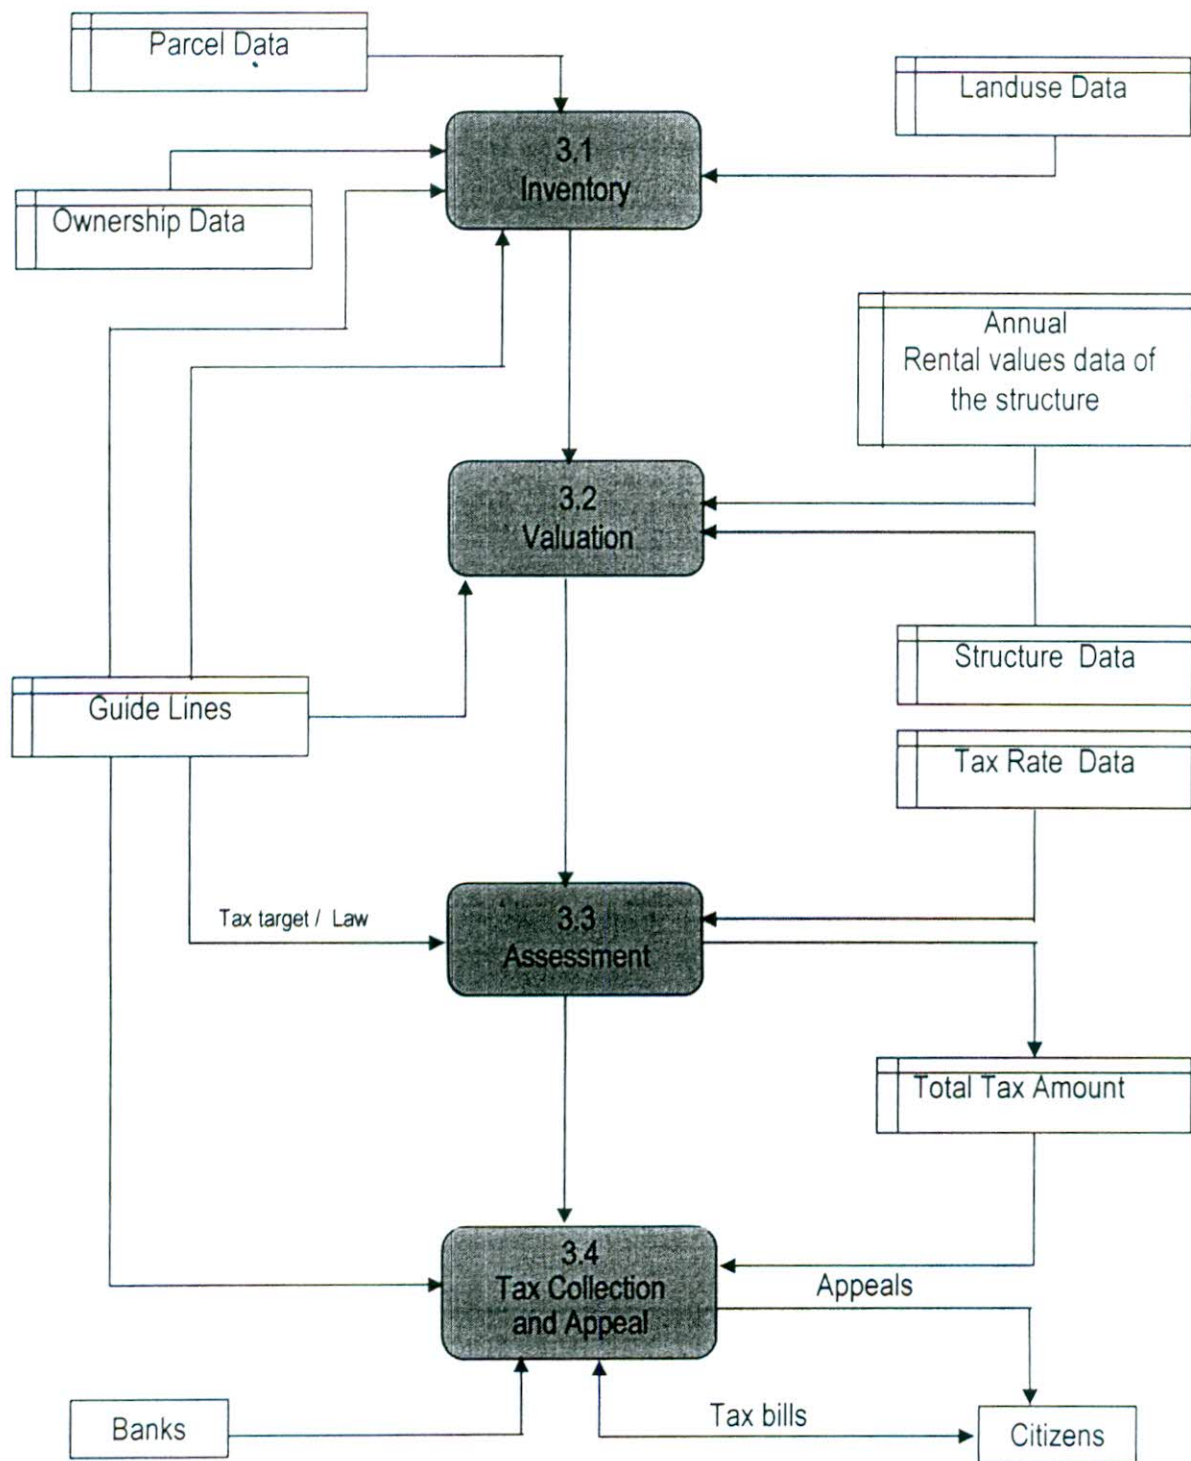 Parcel Data
Landuse Data
3.1
Inventory
Ownership Data
Annual
Rental values data of
the structure
3.2
Valuation
Structure Data
Guide Lines
Tax Rate Data
Tax target / Law
3.3
Assessment
Total Tax Amount
3.4
Tax Collection
and Appeal
Appeals
Banks
Tax bills
Citizens